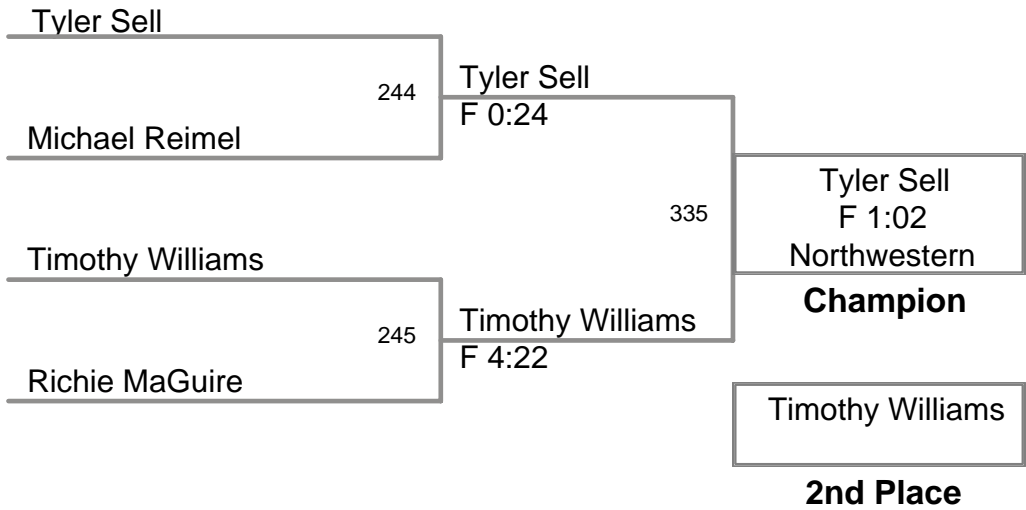 Tyler Sell
244
Michael Reimel
Tyler Sell
F 0:24
Timothy Williams
245
Richie MaGuire
Timothy Williams
F 4:22
335
Tyler Sell
F 1:02
Northwestern
Champion
Timothy Williams
2nd Place